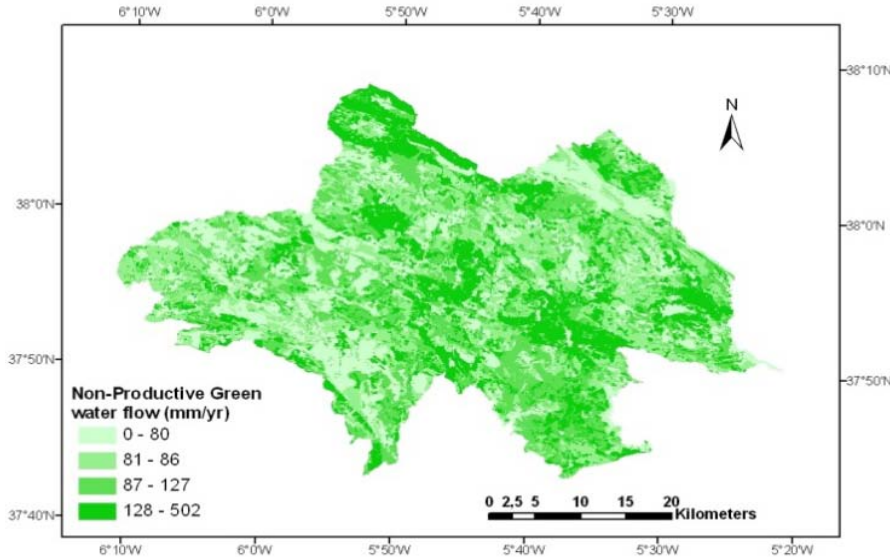 6°10'W 6°0'W 5°50'W 5°40'W 5°30'W
38°10'N
N
38°0'N
38°0'N
37°50'N
37°50'N
Non-Productive Green
water flow (mm/yr)
0 - 80
81 - 86
87 - 127
128 - 502
0 2,5 5 10 15 20
Kilometers
37°40'N
6°10'W 6°0'W 5°50'W 5°40'W 5°30'W 5°20'W